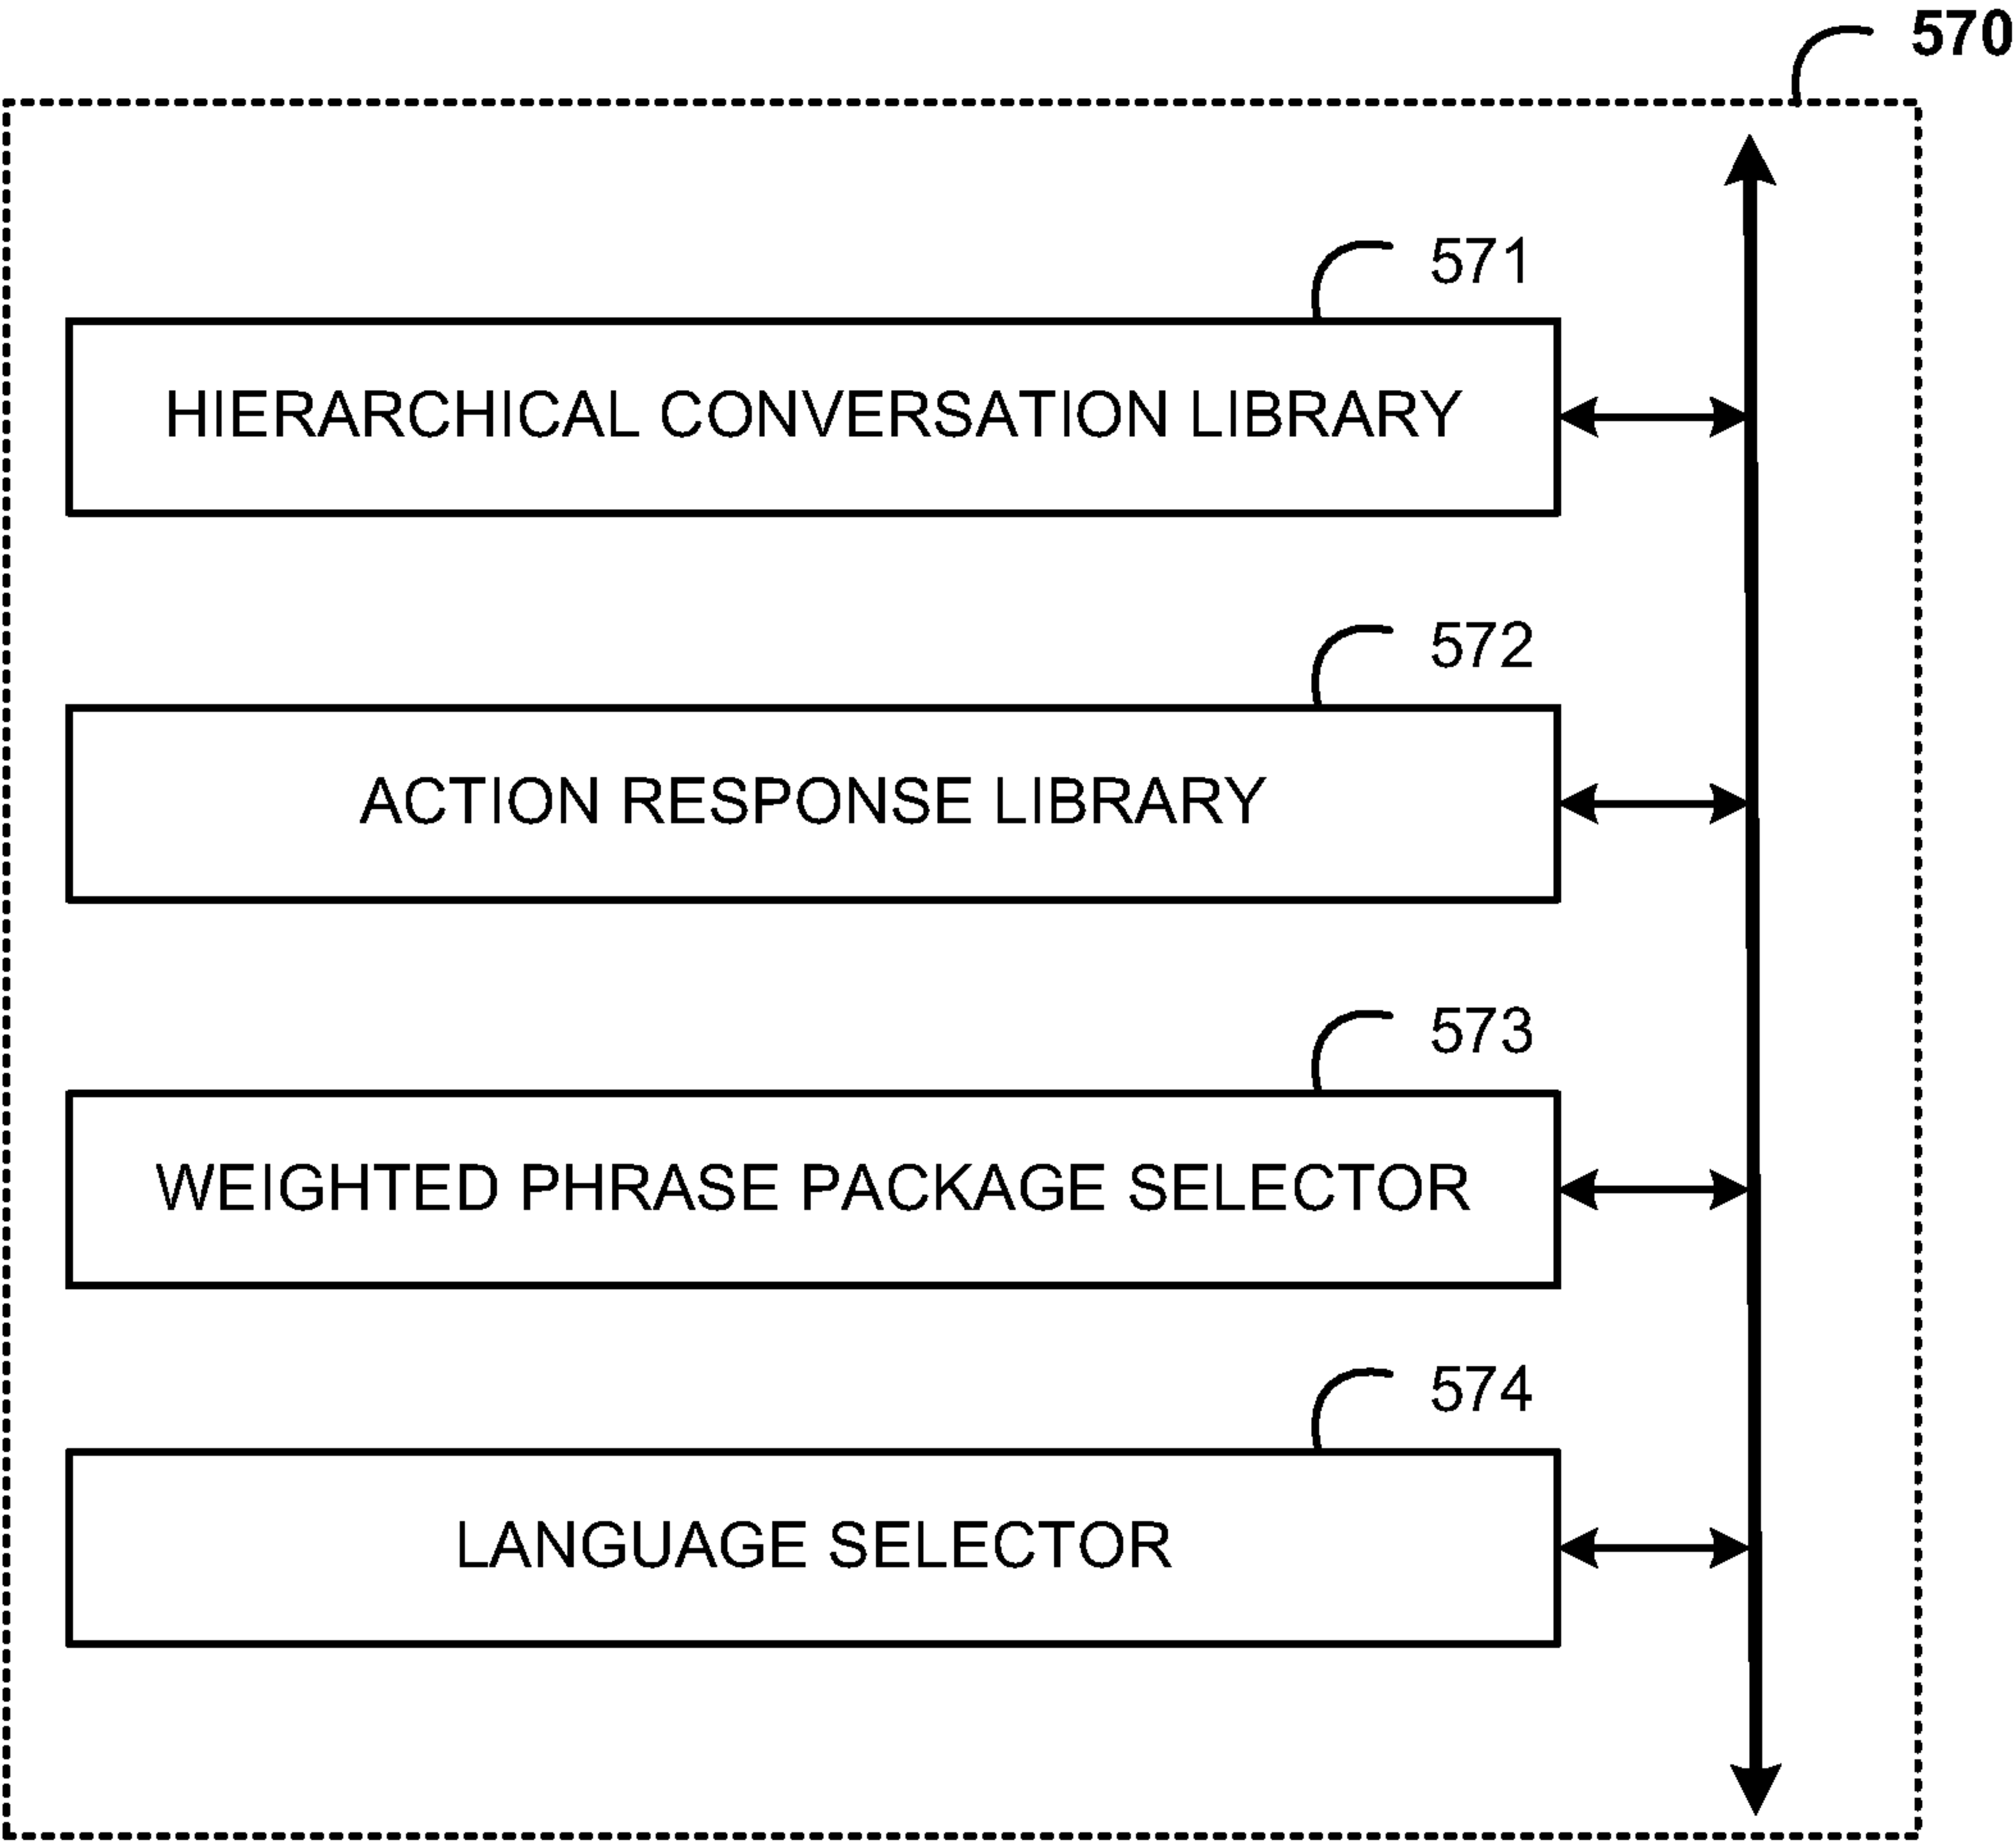 570
571
HIERARCHICAL CONVERSATION LIBRARY
572
ACTION RESPONSE LIBRARY
573
WEIGHTED PHRASE PACKAGE SELECTOR
574
LANGUAGE SELECTOR